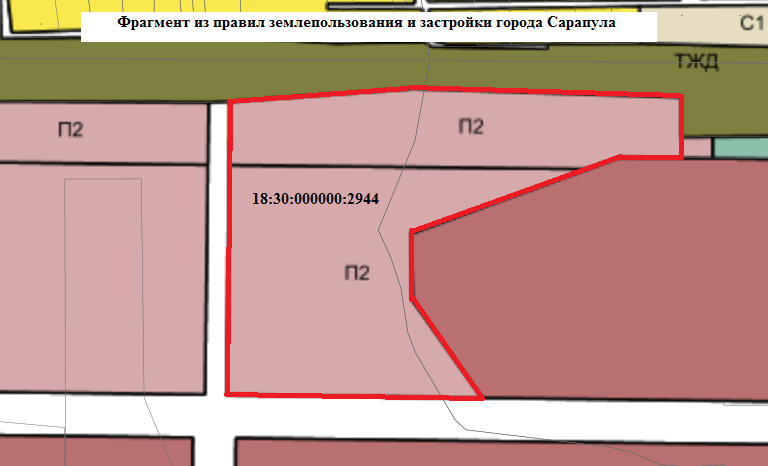 Фрагмент из правил землепользования и застройки города Сарапула
С1
ТЖД
П2
П2
18:30:000000:2944
П2